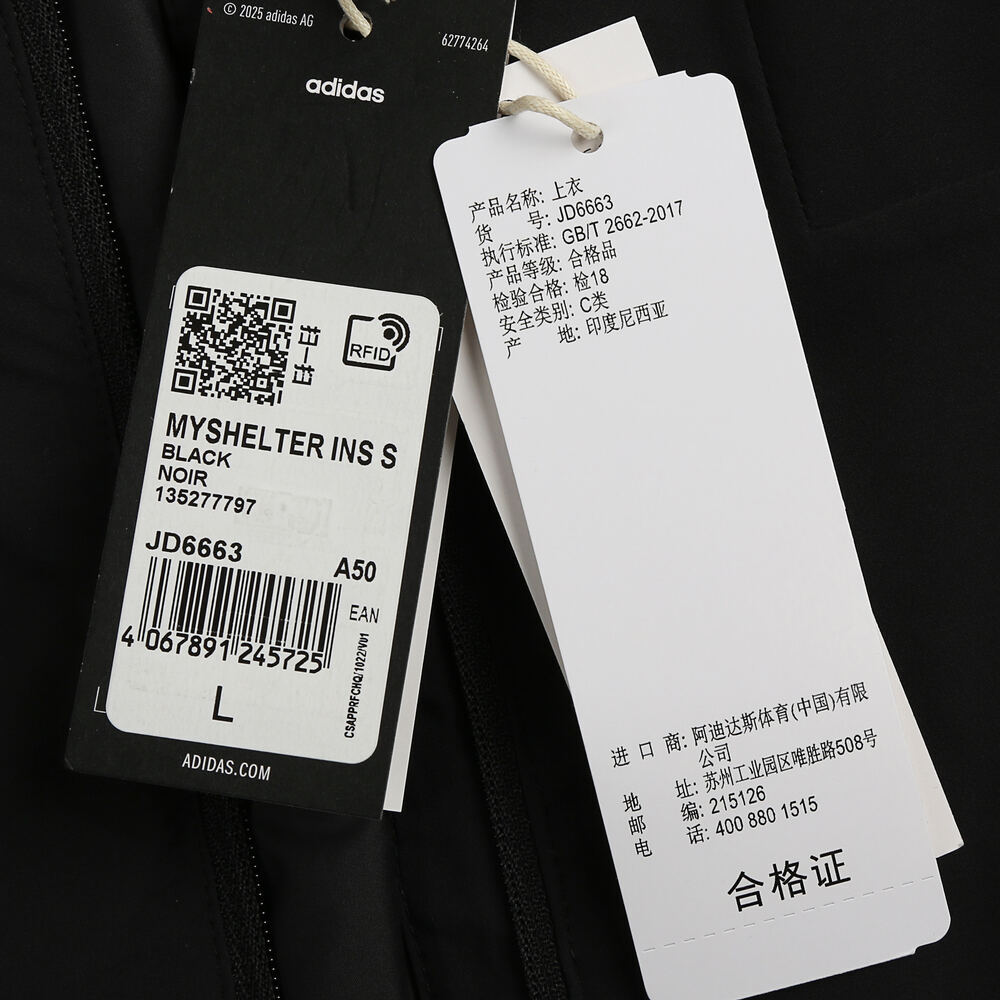 © 2025 adidas AG
62774264
adidas
RFID
MYSHELTER INS S
BLACK
NOIR
135277797
JD6663
A50
EAN
4 067891 245725
CSAPPRFCHQ/1022/V01
L
ADIDAS.COM
产品名称: 上衣
货 号: JD6663
执行标准: GB/T 2662-2017
产品等级: 合格品
检验合格: 检18
安全类别: C类
产 地: 印度尼西亚
进 口 商: 阿迪达斯体育(中国)有限
公司
地 址: 苏州工业园区唯胜路508号
邮 编: 215126
电 话: 400 880 1515
合格证